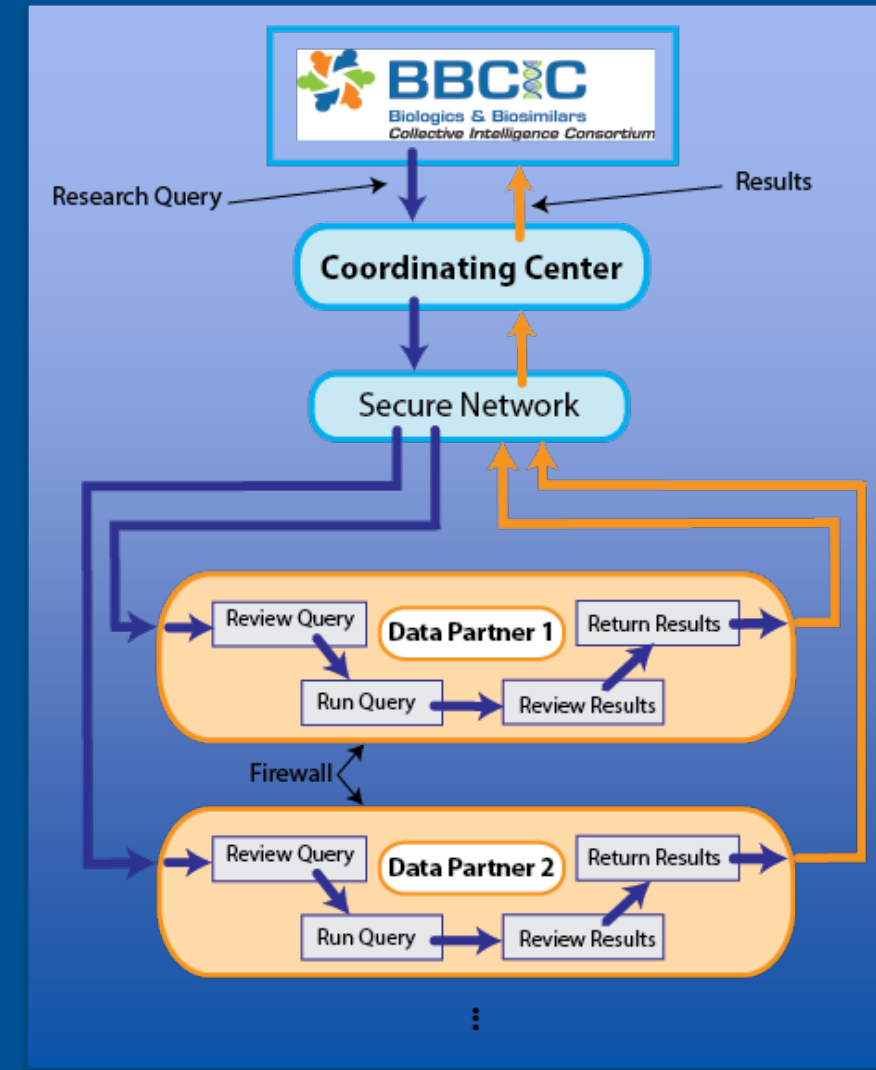 BBCIC
Biologics & Biosimilars
Collective Intelligence Consortium
Research Query
Results
Coordinating Center
Secure Network
Review Query
Data Partner 1
Return Results
Run Query
Review Results
Firewall
Review Query
Data Partner 2
Return Results
Run Query
Review Results
⋮